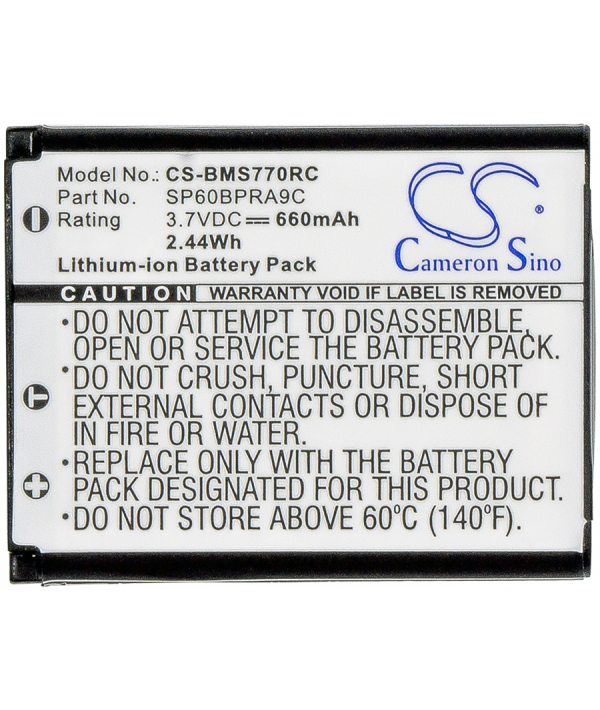 Model No.: CS-BMS770RC
Part No.: SP60BPRA9C
Rating : 3.7VDC 660mAh
2.44Wh
Lithium-ion Battery Pack
CS
®
Cameron Sino
CAUTION WARRANTY VOID IF LABEL IS REMOVED
•DO NOT ATTEMPT TO DISASSEMBLE,
OPEN OR SERVICE THE BATTERY PACK.
•DO NOT CRUSH, PUNCTURE, SHORT
EXTERNAL CONTACTS OR DISPOSE OF
IN FIRE OR WATER.
•REPLACE ONLY WITH THE BATTERY
PACK DESIGNATED FOR THIS PRODUCT.
•DO NOT STORE ABOVE 60ºC (140ºF).